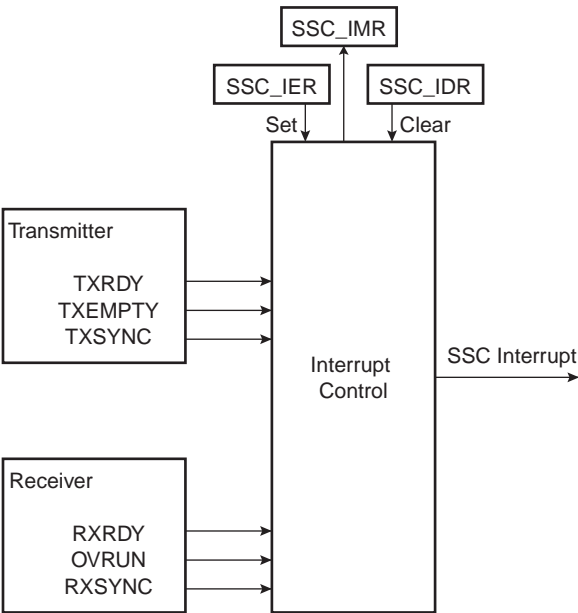 SSC_IMR
SSC_IER
SSC_IDR
Set
Clear
Transmitter
TXRDY
TXEMPTY
TXSYNC
Interrupt
Control
SSC Interrupt
Receiver
RXRDY
OVRUN
RXSYNC